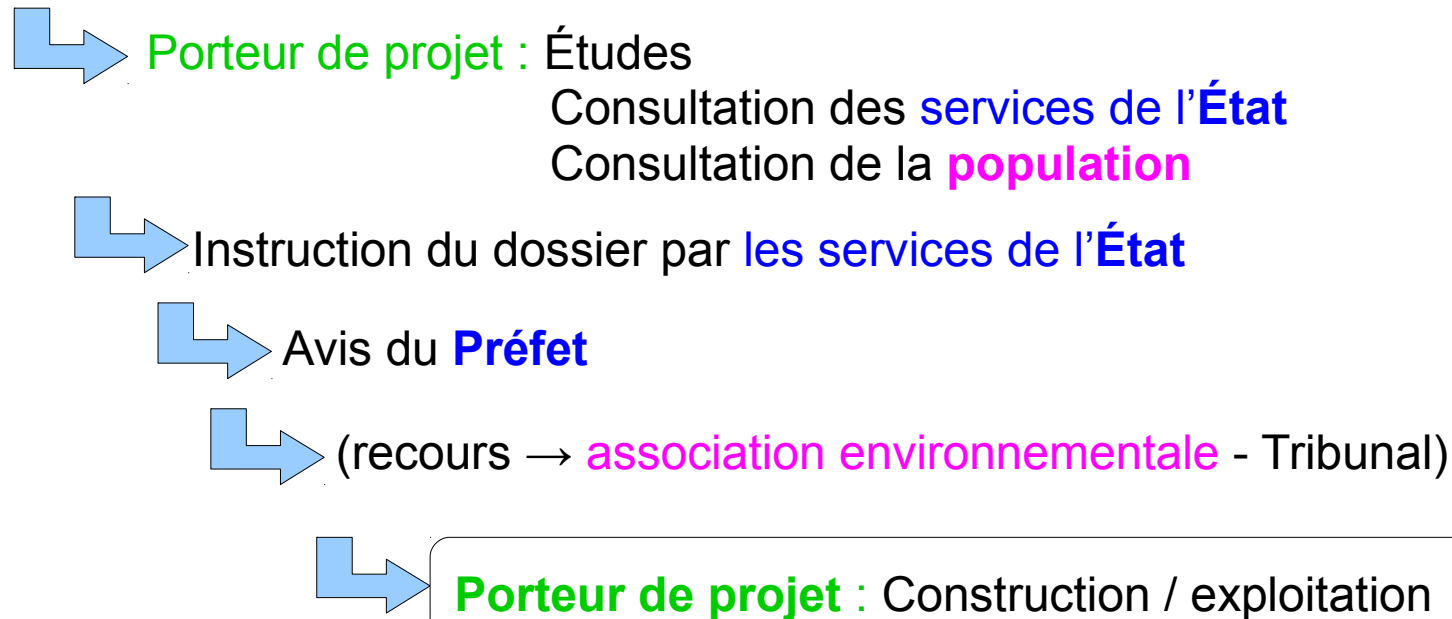 Porteur de projet : Études
Consultation des services de l’État
Consultation de la population
Instruction du dossier par les services de l’État
Avis du Préfet
(recours → association environnementale - Tribunal)
Porteur de projet : Construction / exploitation